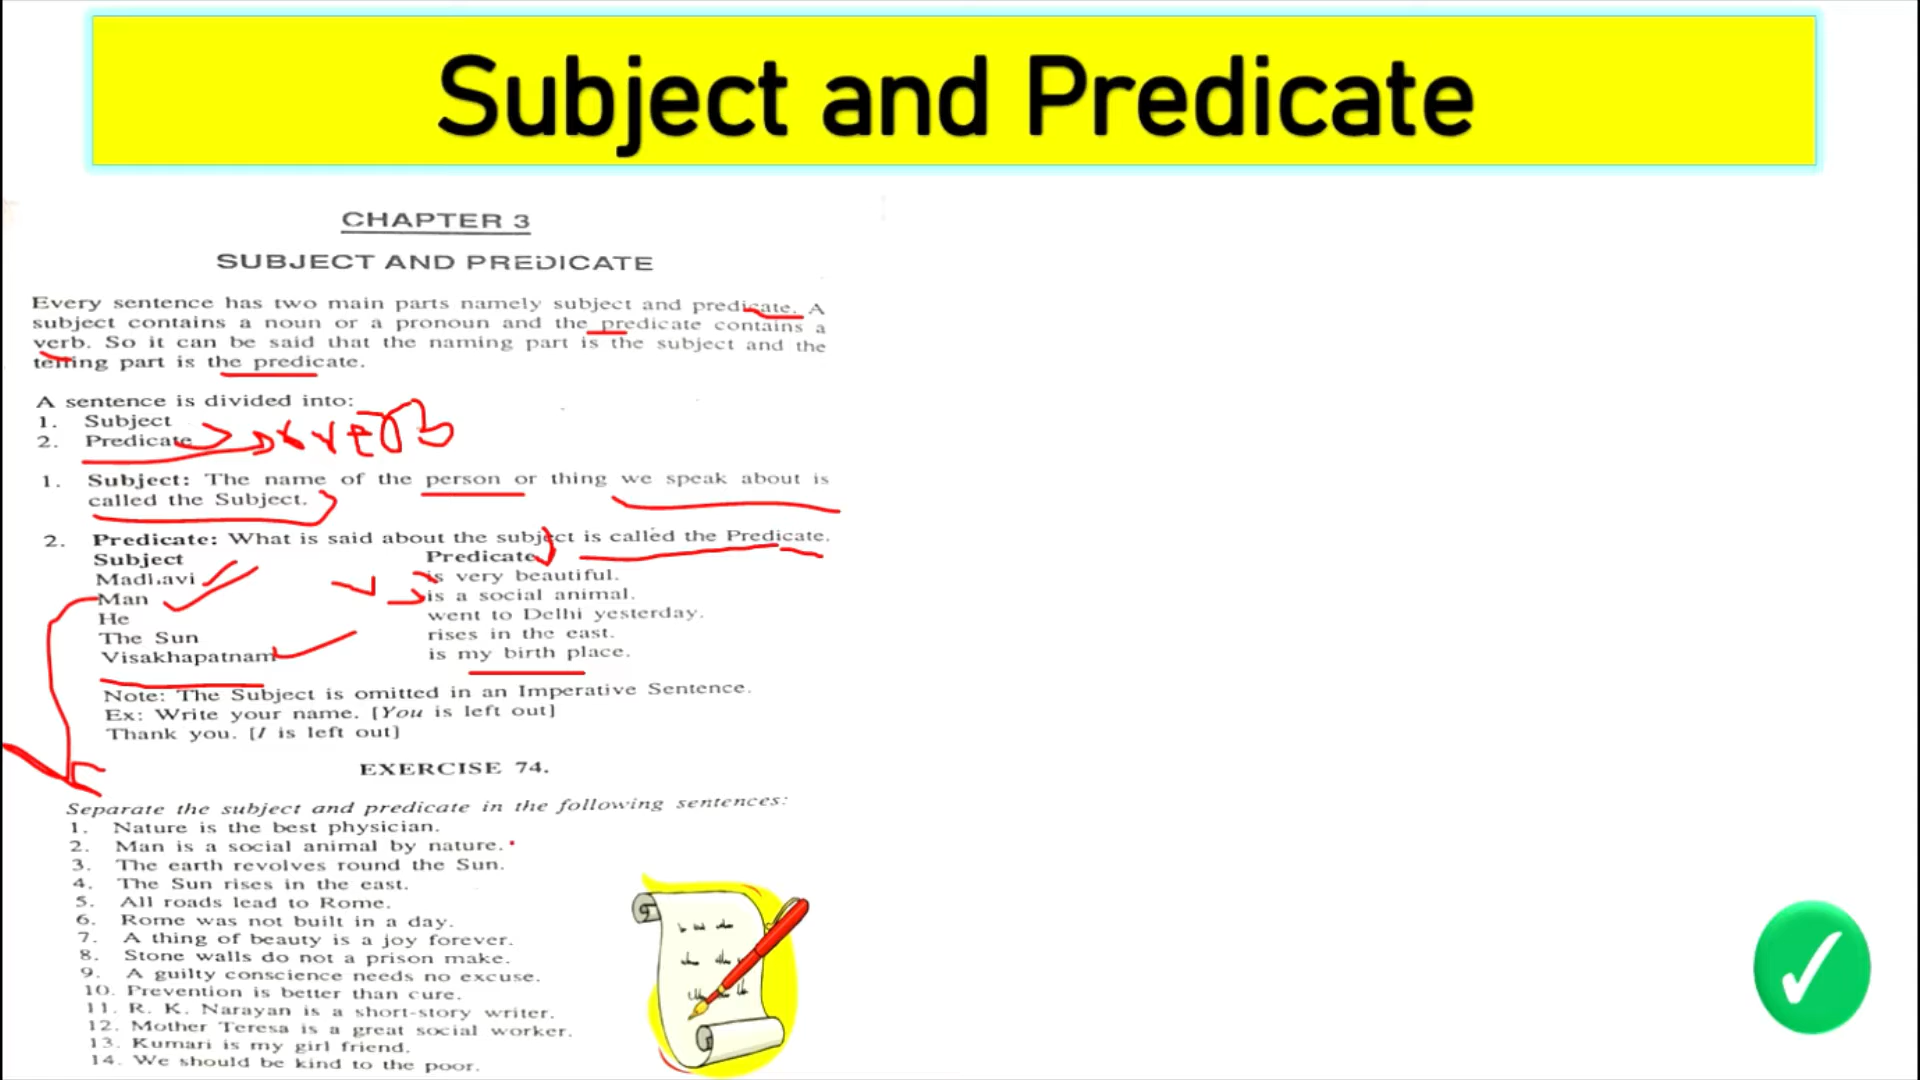 Subject and Predicate
CHAPTER 3
SUBJECT AND PREDICATE
Every sentence has two main parts namely subject and predicate. A
subject contains a noun or a pronoun and the predicate contains a
verb. So it can be said that the naming part is the subject and the
telling part is the predicate.
A sentence is divided into:
1. Subject
2. Predicate verb
1. Subject: The name of the person or thing we speak about is
called the Subject.
2. Predicate: What is said about the subject is called the Predicate.
Subject Predicate
Madhavi is very beautiful.
Man is a social animal.
He went to Delhi yesterday.
The Sun rises in the east.
Visakhapatnam is my birth place.
Note: The Subject is omitted in an Imperative Sentence.
Ex: Write your name. [You is left out]
Thank you. [I is left out]
EXERCISE 74.
Separate the subject and predicate in the following sentences:
1. Nature is the best physician.
2. Man is a social animal by nature.
3. The earth revolves round the Sun.
4. The Sun rises in the east.
5. All roads lead to Rome.
6. Rome was not built in a day.
7. A thing of beauty is a joy forever.
8. Stone walls do not a prison make.
9. A guilty conscience needs no excuse.
10. Prevention is better than cure.
11. R. K. Narayan is a short-story writer.
12. Mother Teresa is a great social worker.
13. Kumari is my girl friend.
14. We should be kind to the poor.